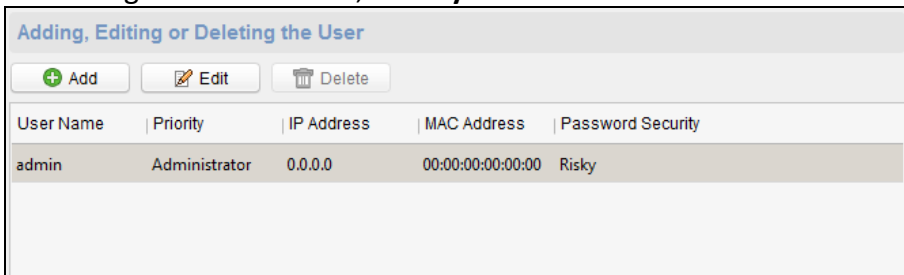 Adding, Editing or Deleting the User
Add Edit Delete
User Name Priority IP Address MAC Address Password Security
admin Administrator 0.0.0.0 00:00:00:00:00:00 Risky